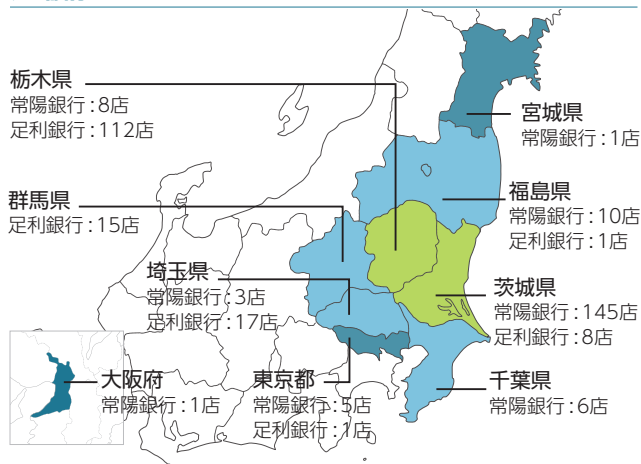 栃木県
常陽銀行:8店
足利銀行:112店
宮城県
常陽銀行:1店
群馬県
足利銀行:15店
福島県
常陽銀行:10店
足利銀行:1店
埼玉県
常陽銀行:3店
足利銀行:17店
茨城県
常陽銀行:145店
足利銀行:8店
大阪府
常陽銀行:1店
東京都
常陽銀行:5店
足利銀行:1店
千葉県
常陽銀行:6店